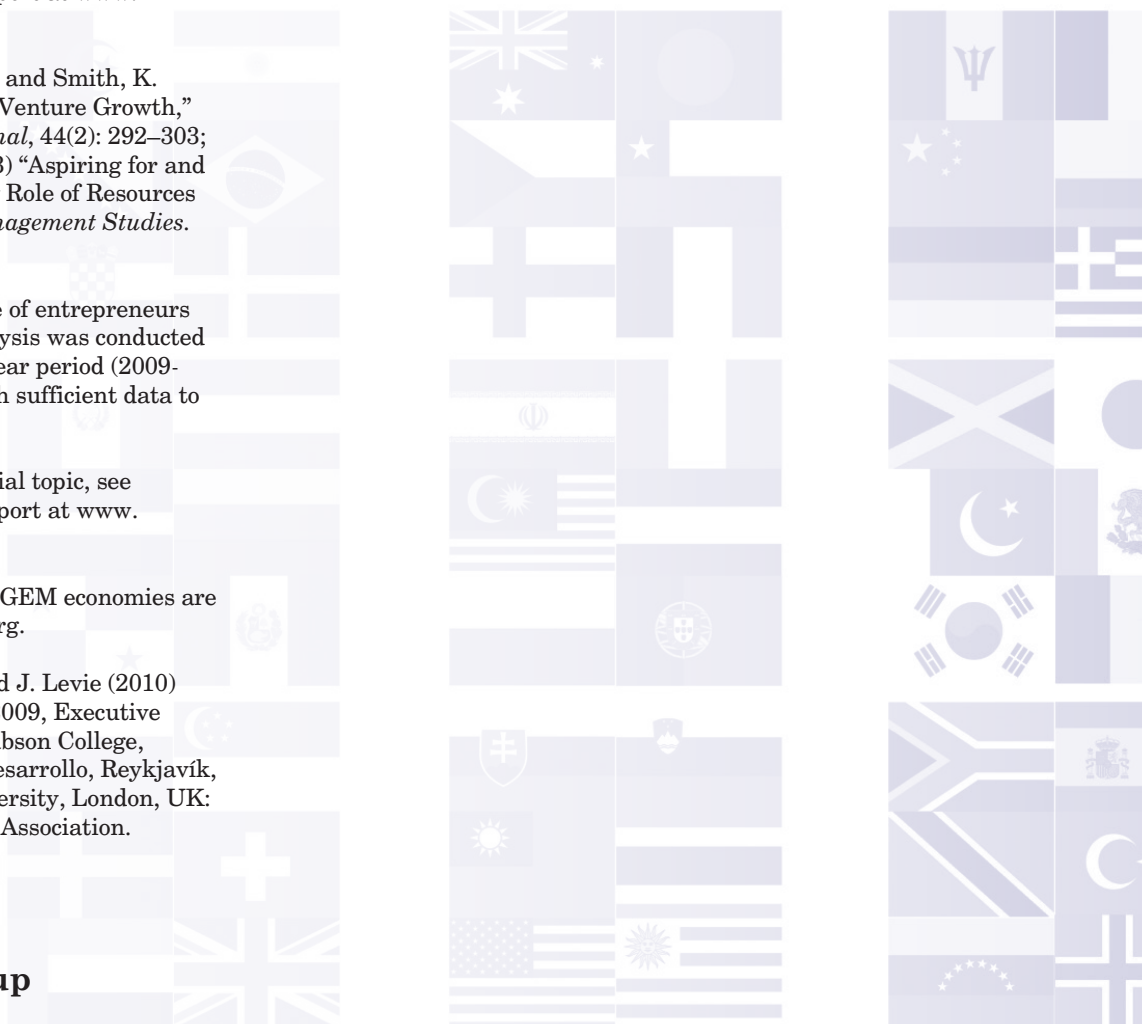 and Smith, K.
Venture Growth,”
nal, 44(2): 292–303;
3) “Aspiring for and
Role of Resources
nagement Studies.
e of entrepreneurs
ysis was conducted
ear period (2009-
h sufficient data to
ial topic, see
port at www.
GEM economies are
rg.
d J. Levie (2010)
009, Executive
bson College,
esarrollo, Reykjavík,
ersity, London, UK:
Association.
up